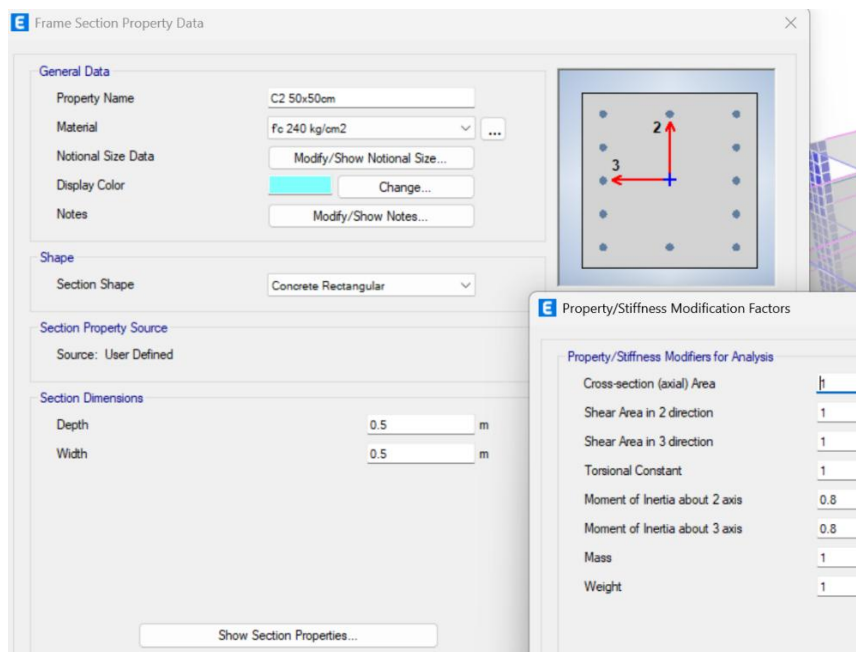 E Frame Section Property Data
General Data
Property Name C2 50x50cm
Material f'c 240 kg/cm2 ...
Notional Size Data Modify/Show Notional Size...
Display Color Change...
Notes Modify/Show Notes...
2
3
Shape
Section Shape Concrete Rectangular
Section Property Source
Source: User Defined
Section Dimensions
Depth 0.5 m
Width 0.5 m
Show Section Properties...
E Property/Stiffness Modification Factors
Property/Stiffness Modifiers for Analysis
Cross-section (axial) Area 1
Shear Area in 2 direction 1
Shear Area in 3 direction 1
Torsional Constant 1
Moment of Inertia about 2 axis 0.8
Moment of Inertia about 3 axis 0.8
Mass 1
Weight 1